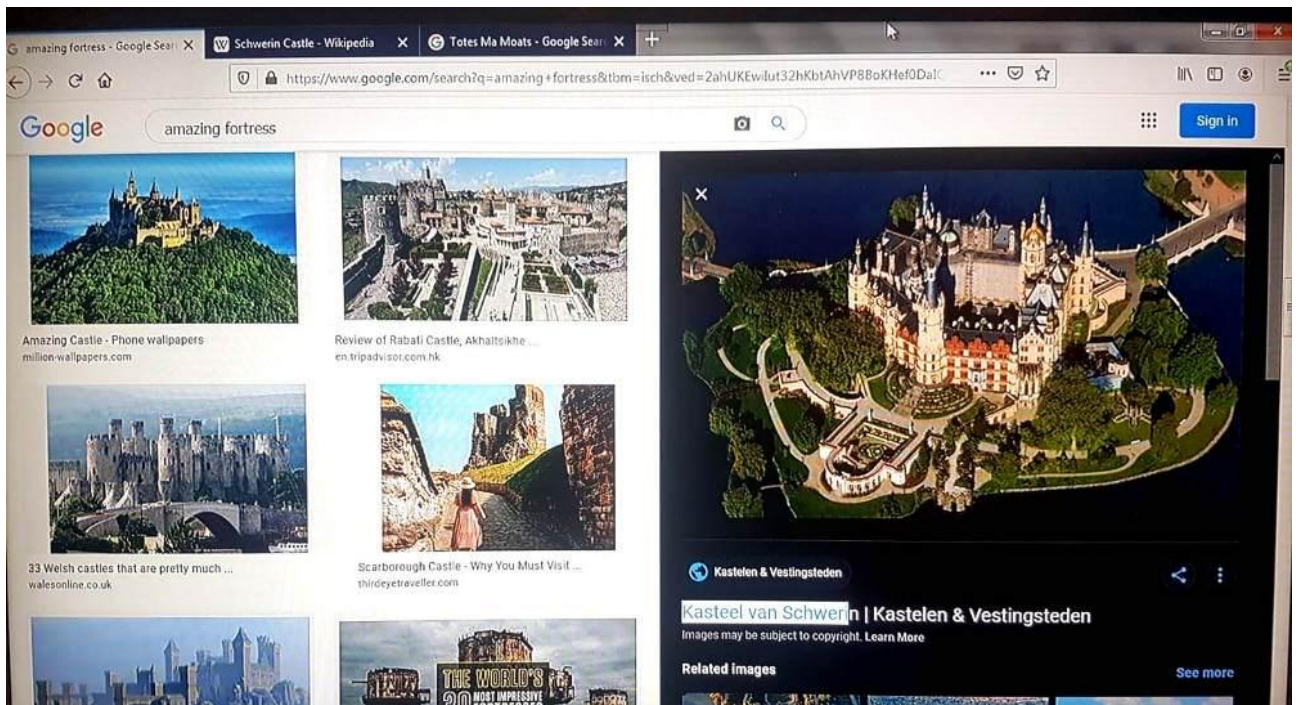 amazing fortress - Google Sear
Schwerin Castle - Wikipedia
Totes Ma Moats - Google Sear
https://www.google.com/search?q=amazing+fortress&tbm=isch&ved=
Google
amazing fortress
Sign in
Amazing Castle - Phone wallpapers
million-wallpapers.com
Review of Rabati Castle, Akhaltsikhe ...
en.tripadvisor.com.hk
33 Welsh castles that are pretty much ...
walesonline.co.uk
Scarborough Castle - Why You Must Visit ...
thirdeyetraveller.com
THE WORLD'S
20 MOST IMPRESSIVE
FORTRESSES
Kastelen & Vestingsteden
Kasteel van Schwerin | Kastelen & Vestingsteden
Images may be subject to copyright. Learn More
Related images
See more